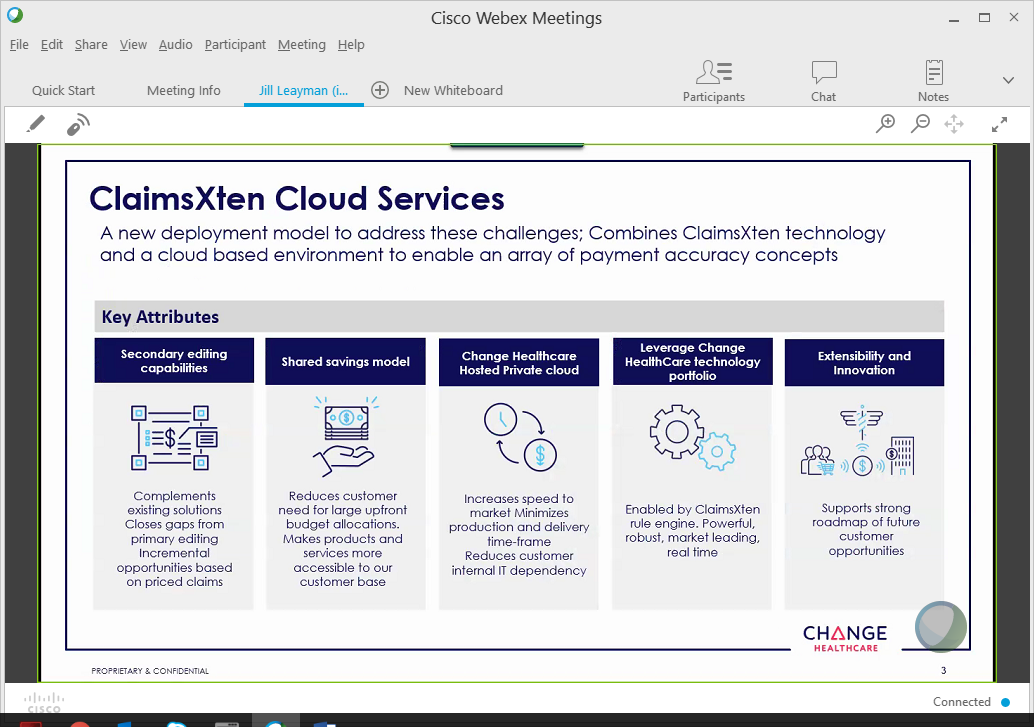 Cisco Webex Meetings
File Edit Share View Audio Participant Meeting Help
Quick Start Meeting Info Jill Leayman (i... New Whiteboard
Participants Chat Notes
ClaimsXten Cloud Services
A new deployment model to address these challenges; Combines ClaimsXten technology
and a cloud based environment to enable an array of payment accuracy concepts
Key Attributes
Secondary editing
capabilities
Complements
existing solutions
Closes gaps from
primary editing
Incremental
opportunities based
on priced claims
Shared savings model
Reduces customer
need for large upfront
budget allocations.
Makes products and
services more
accessible to our
customer base
Change Healthcare
Hosted Private cloud
Increases speed to
market Minimizes
production and delivery
time-frame
Reduces customer
internal IT dependency
Leverage Change
HealthCare technology
portfolio
Enabled by ClaimsXten
rule engine. Powerful,
robust, market leading,
real time
Extensibility and
Innovation
Supports strong
roadmap of future
customer
opportunities
CHANGE
HEALTHCARE
PROPRIETARY & CONFIDENTIAL
3
cisco
Connected